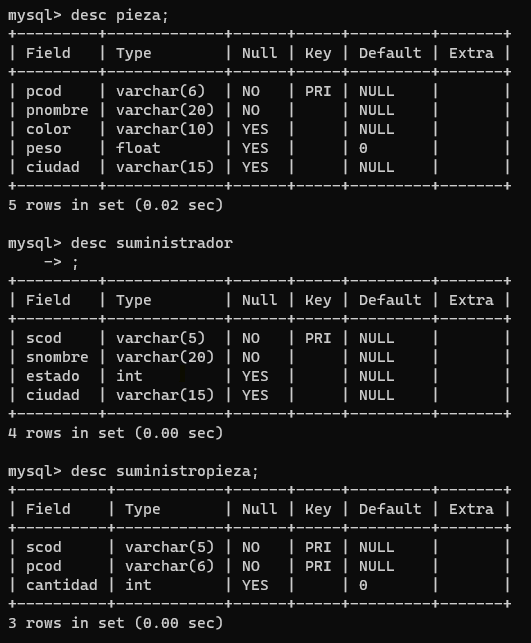 mysql> desc pieza;
+---------+-------------+------+-----+---------+-------+
| Field   | Type        | Null | Key | Default | Extra |
+---------+-------------+------+-----+---------+-------+
| pcod    | varchar(6)  | NO   | PRI | NULL    |       |
| pnombre | varchar(20) | NO   |     | NULL    |       |
| color   | varchar(10) | YES  |     | NULL    |       |
| peso    | float       | YES  |     | 0       |       |
| ciudad  | varchar(15) | YES  |     | NULL    |       |
+---------+-------------+------+-----+---------+-------+
5 rows in set (0.02 sec)

mysql> desc suministrador
    -> ;
+---------+-------------+------+-----+---------+-------+
| Field   | Type        | Null | Key | Default | Extra |
+---------+-------------+------+-----+---------+-------+
| scod    | varchar(5)  | NO   | PRI | NULL    |       |
| snombre | varchar(20) | NO   |     | NULL    |       |
| estado  | int         | YES  |     | NULL    |       |
| ciudad  | varchar(15) | YES  |     | NULL    |       |
+---------+-------------+------+-----+---------+-------+
4 rows in set (0.00 sec)

mysql> desc suministropieza;
+----------+------------+------+-----+---------+-------+
| Field    | Type       | Null | Key | Default | Extra |
+----------+------------+------+-----+---------+-------+
| scod     | varchar(5) | NO   | PRI | NULL    |       |
| pcod     | varchar(6) | NO   | PRI | NULL    |       |
| cantidad | int        | YES  |     | 0       |       |
+----------+------------+------+-----+---------+-------+
3 rows in set (0.00 sec)